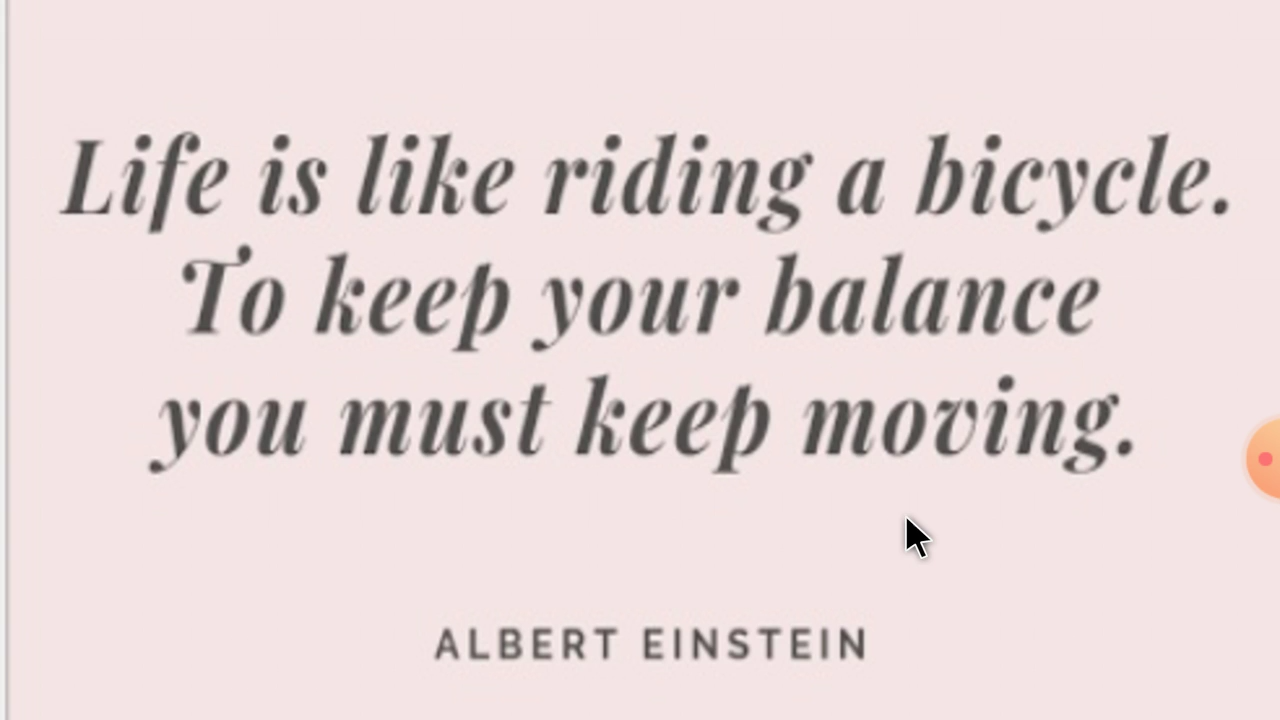 Life is like riding a bicycle.
To keep your balance
you must keep moving.
ALBERT EINSTEIN